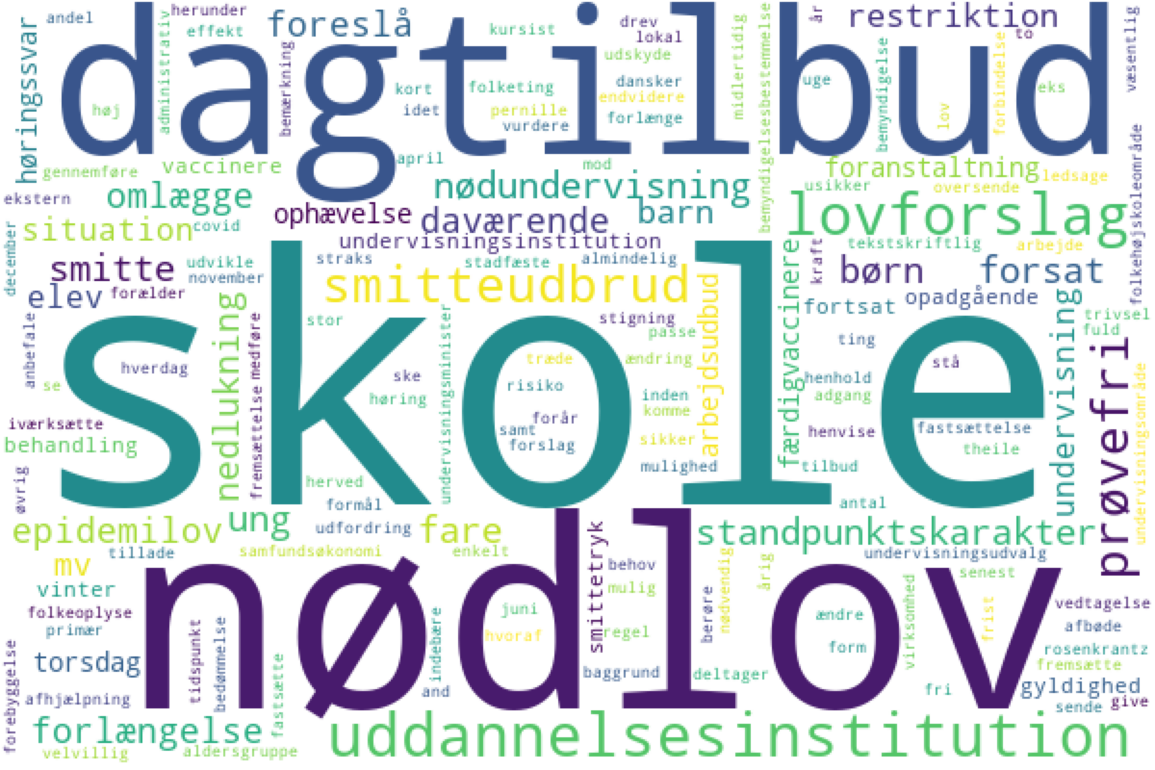 andel
herunder
effekt
foreslå
kursist
drev
lokal
udskyde
år
restriktion
to
væsentlig
høringssvar
dagtilbud
høj
administrativ
bemærkning
kort
idet
folketing
pernille
vurdere
dansker
endvidere
forlænge
midlertidig
bemyndigelsesbestemmelse
uge
bemyndigelse
lov
forbindelse
eks
gennemføre
vaccinere
april
mod
foranstaltning
ledsage
ekstern
omlægge
nødundervisning
usikker
oversende
folkehøjskoleområde
ophævelse
daværende
barn
lovforslag
situation
covid
undervisningsinstitution
tekstskriftlig
arbejde
december
smitte
udvikle
november
straks
stadfæste
almindelig
kraft
børn
forsat
elev
forælder
smitteudbrud
fortsat
opadgående
skole
anbefale
hverdag
nedlukning
medføre
fremsættelse
stor
undervisningsminister
stigning
passe
arbejdsudbud
færdigvaccinere
ting
undervisning
trivsel
fuld
prøvefri
se
ske
høring
træde
ændring
risiko
inden
henhold
adgang
stå
iværksætte
behandling
forår
samt
forslag
komme
sikker
henvise
fastsættelse
theile
undervisningsområde
øvrig
herved
mulighed
tilbud
formål
antal
epidemilov
ung
udfordring
fare
standpunktskarakter
tillade
samfundsøkonomi
enkelt
smittetryk
undervisningsudvalg
mv
nødlov
behov
nødvendig
årig
senest
vinter
mulig
virksomhed
frist
folkeoplyse
juni
berøre
ændre
vedtagelse
primær
tidspunkt
bedømmelse
indebære
hvoraf
regel
form
afbøde
rosenkrantz
forebyggelse
torsdag
fastsætte
baggrund
deltager
fremsætte
afhjælpning
and
fri
gyldighed
sende
give
forlængelse
uddannelsesinstitution
velvillig
aldersgruppe